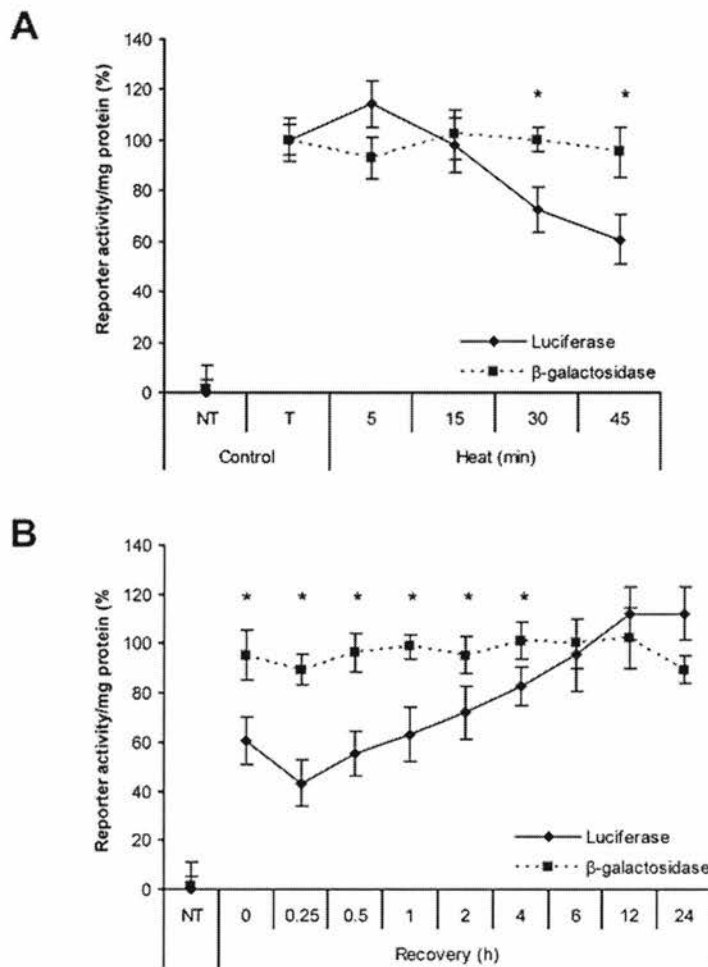 A
Reporter activity/mg protein (%)
140
120
100
80
60
40
20
0
* *
Luciferase
β-galactosidase
NT T 5 15 30 45
Control Heat (min)
B
Reporter activity/mg protein (%
140
120
100
80
60
40
20
0
* * * * * *
Luciferase
β-galactosidase
NT 0 0.25 0.5 1 2 4 6 12 24
Recovery (h)